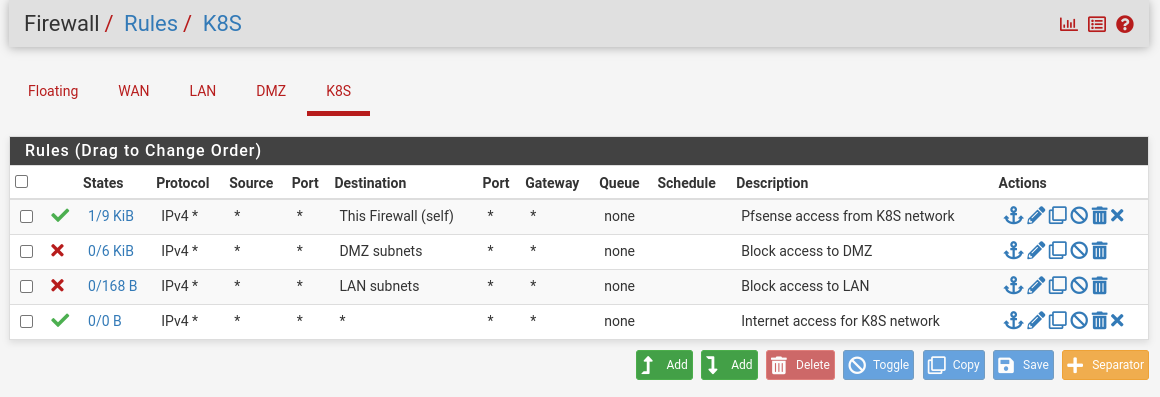 Firewall / Rules / K8S
Floating WAN LAN DMZ K8S
Rules (Drag to Change Order)
States Protocol Source Port Destination Port Gateway Queue Schedule Description Actions
1/9 KiB IPv4 * * * This Firewall (self) * * none Pfsense access from K8S network
0/6 KiB IPv4 * * * DMZ subnets * * none Block access to DMZ
0/168 B IPv4 * * * LAN subnets * * none Block access to LAN
0/0 B IPv4 * * * * * * none Internet access for K8S network
Add Add Delete Toggle Copy Save Separator